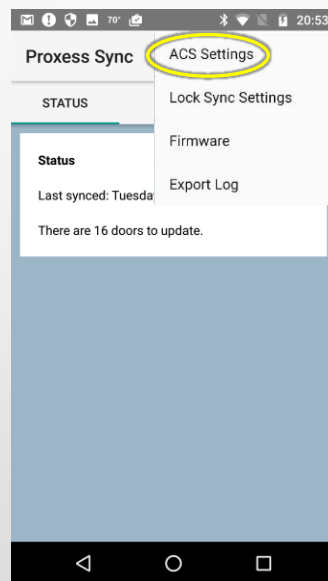 70° 20:53
Proxess Sync
ACS Settings
STATUS
Lock Sync Settings
Firmware
Export Log
Status
Last synced: Tuesda
There are 16 doors to update.